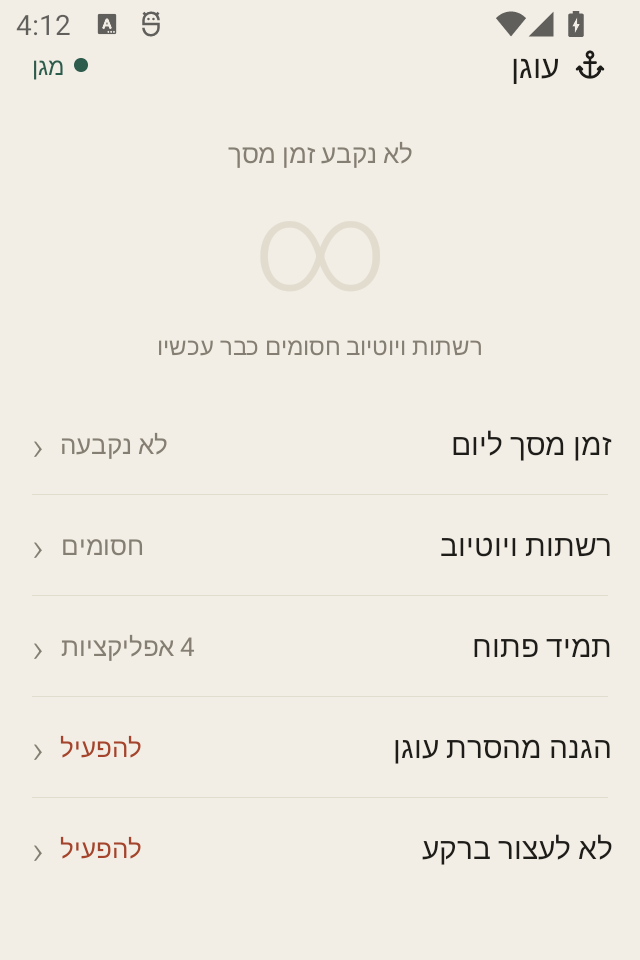 4:12
עוגן
מגן
לא נקבע זמן מסך
∞
רשתות ויוטיוב חסומים כבר עכשיו
זמן מסך ליום
לא נקבעה
רשתות ויוטיוב
חסומים
תמיד פתוח
4 אפליקציות
הגנה מהסרת עוגן
להפעיל
לא לעצור ברקע
להפעיל